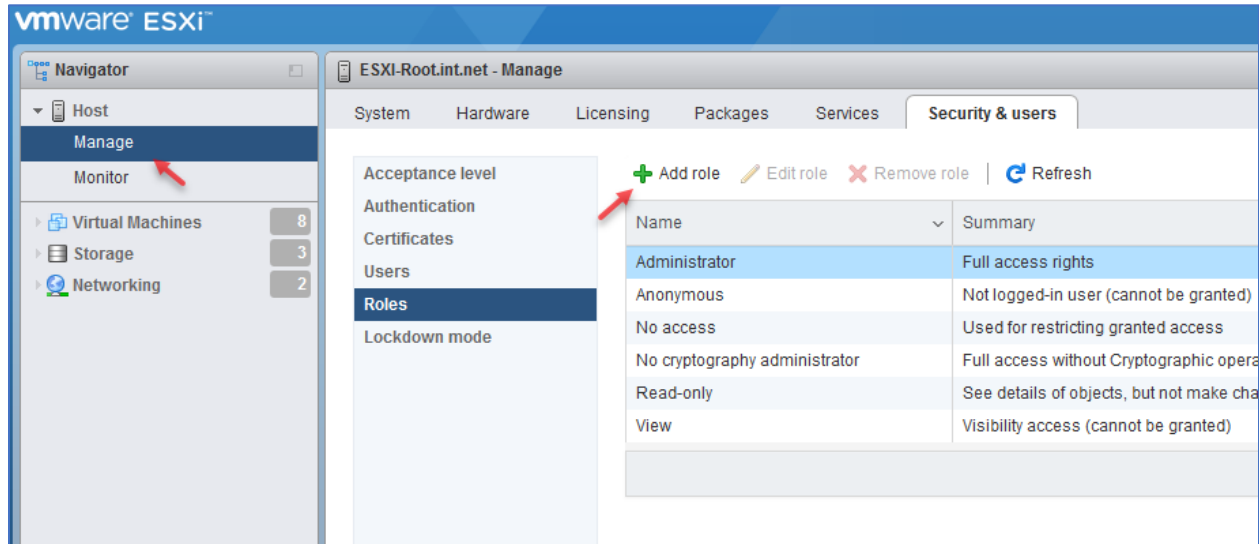 vmware ESXi™
Navigator
Host
Manage
Monitor
Virtual Machines 8
Storage 3
Networking 2
ESXI-Root.int.net - Manage
System Hardware Licensing Packages Services Security & users
Acceptance level
Authentication
Certificates
Users
Roles
Lockdown mode
Add role Edit role Remove role Refresh
Name Summary
Administrator Full access rights
Anonymous Not logged-in user (cannot be granted)
No access Used for restricting granted access
No cryptography administrator Full access without Cryptographic opera
Read-only See details of objects, but not make cha
View Visibility access (cannot be granted)